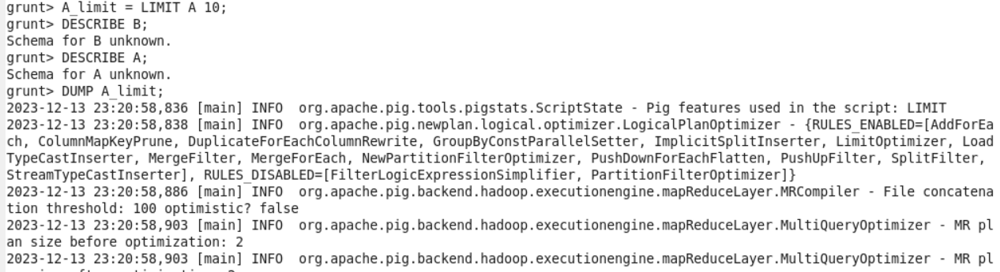 grunt> A_limit = LIMIT A 10;
grunt> DESCRIBE B;
Schema for B unknown.
grunt> DESCRIBE A;
Schema for A unknown.
grunt> DUMP A_limit;
2023-12-13 23:20:58,836 [main] INFO  org.apache.pig.tools.pigstats.ScriptState - Pig features used in the script: LIMIT
2023-12-13 23:20:58,838 [main] INFO  org.apache.pig.newplan.logical.optimizer.LogicalPlanOptimizer - {RULES_ENABLED=[AddForEa
ch, ColumnMapKeyPrune, DuplicateForEachColumnRewrite, GroupByConstParallelSetter, ImplicitSplitInserter, LimitOptimizer, Load
TypeCastInserter, MergeFilter, MergeForEach, NewPartitionFilterOptimizer, PushDownForEachFlatten, PushUpFilter, SplitFilter,
StreamTypeCastInserter], RULES_DISABLED=[FilterLogicExpressionSimplifier, PartitionFilterOptimizer]}
2023-12-13 23:20:58,886 [main] INFO  org.apache.pig.backend.hadoop.executionengine.mapReduceLayer.MRCompiler - File concatena
tion threshold: 100 optimistic? false
2023-12-13 23:20:58,903 [main] INFO  org.apache.pig.backend.hadoop.executionengine.mapReduceLayer.MultiQueryOptimizer - MR pl
an size before optimization: 2
2023-12-13 23:20:58,903 [main] INFO  org.apache.pig.backend.hadoop.executionengine.mapReduceLayer.MultiQueryOptimizer - MR pl